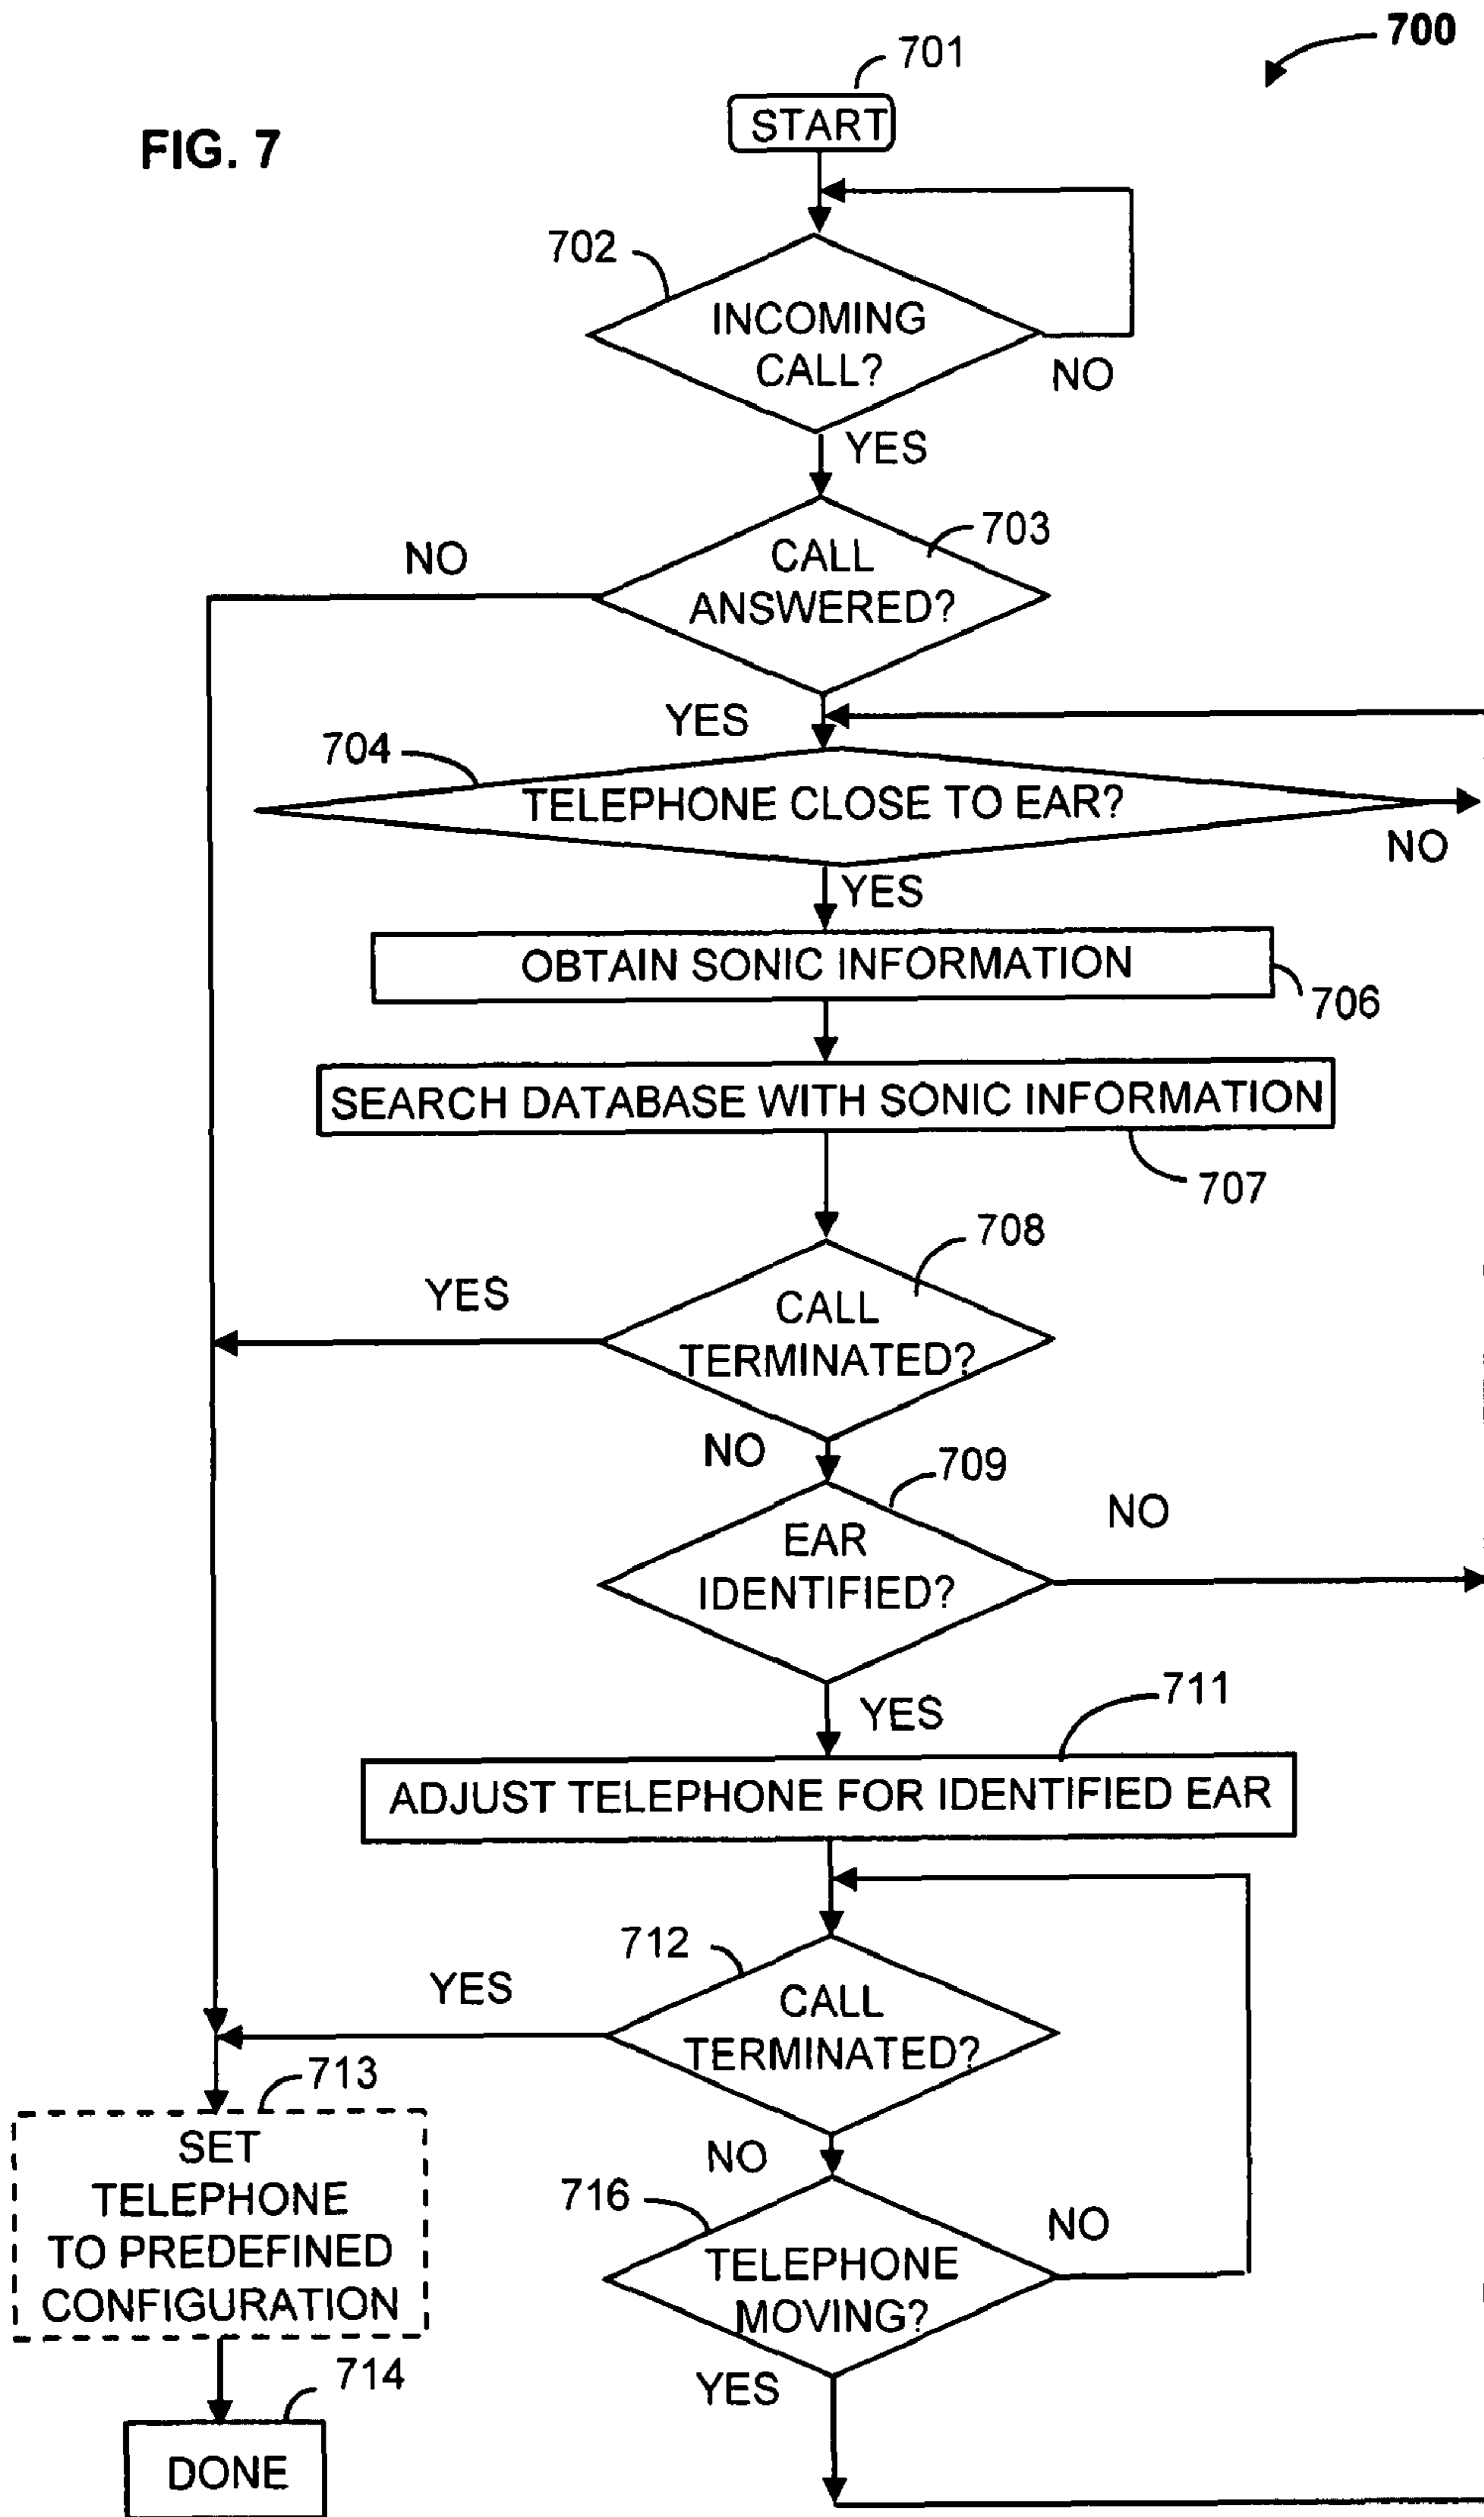 700
701
START
FIG. 7
702
INCOMING
CALL?
NO
YES
703
CALL
ANSWERED?
NO
YES
704
TELEPHONE CLOSE TO EAR?
NO
YES
OBTAIN SONIC INFORMATION
706
SEARCH DATABASE WITH SONIC INFORMATION
707
708
CALL
TERMINATED?
YES
NO
709
EAR
IDENTIFIED?
NO
YES
711
ADJUST TELEPHONE FOR IDENTIFIED EAR
712
CALL
TERMINATED?
YES
NO
713
SET
TELEPHONE
TO PREDEFINED
CONFIGURATION
716
TELEPHONE
MOVING?
NO
YES
714
DONE